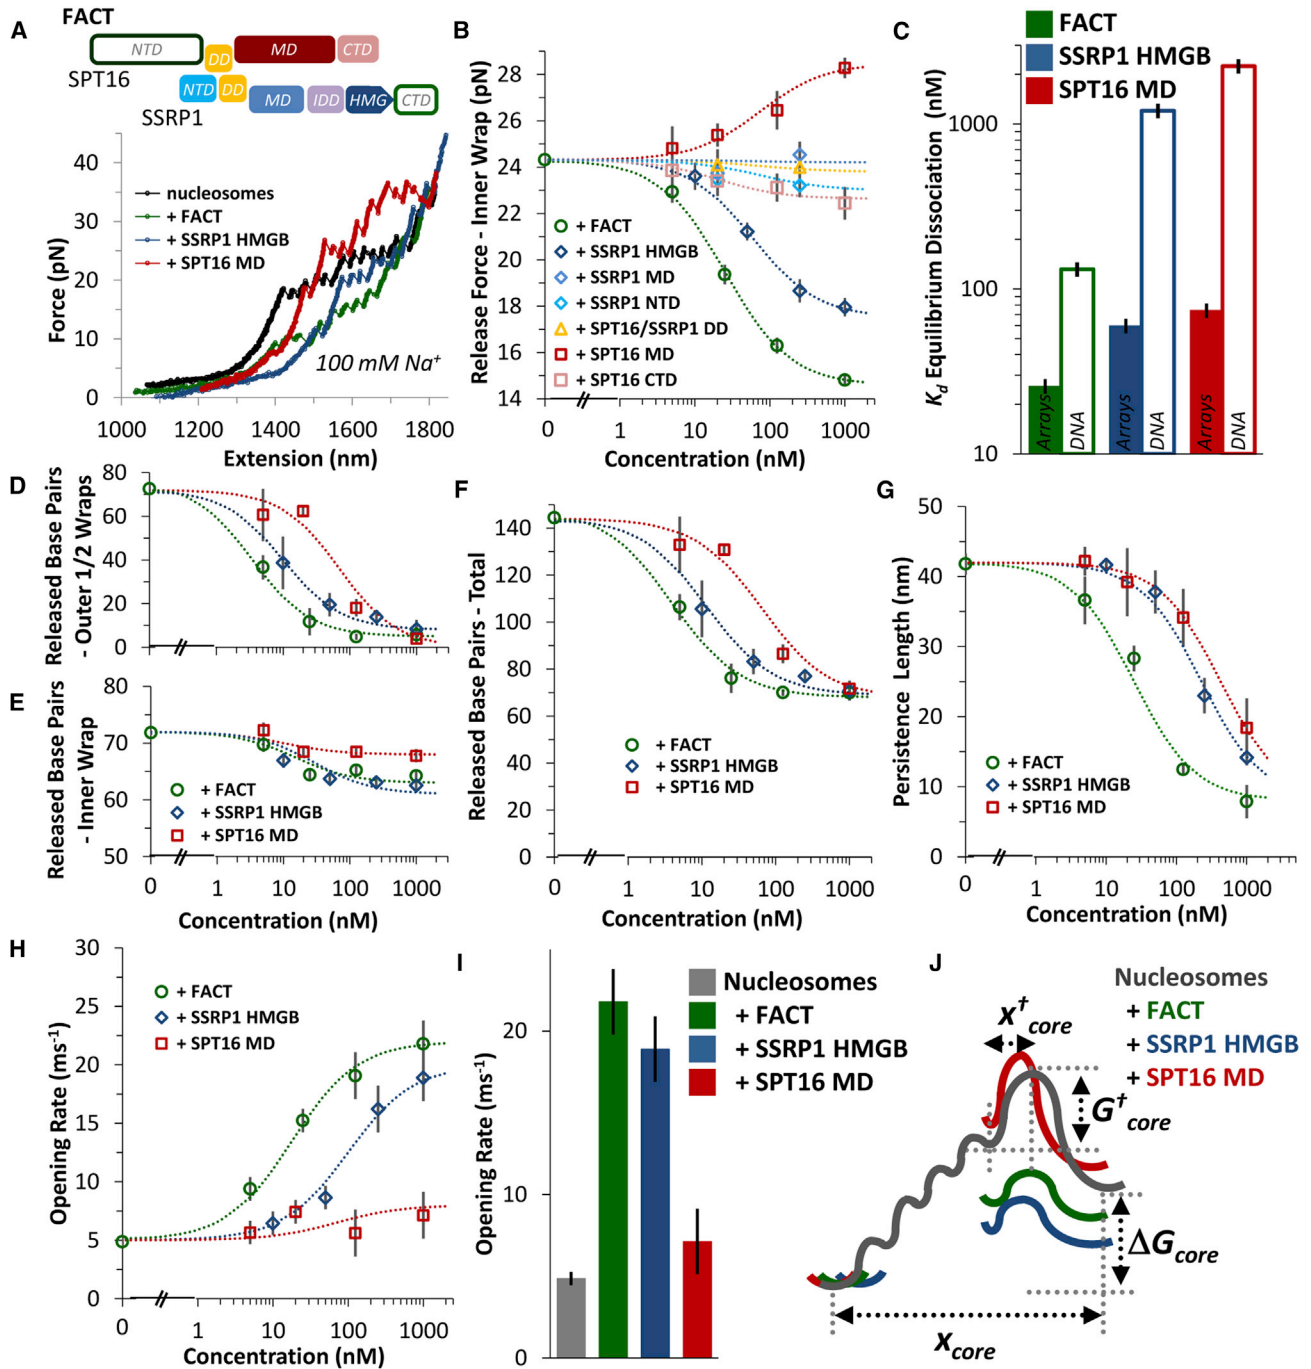 A
FACT
NTD
DD
MD
CTD
SPT16
NTD
DD
MD
IDD
HMG
CTD
SSRP1
Force (pN)
40
30
20
10
0
nucleosomes
+ FACT
+ SSRP1 HMGB
+ SPT16 MD
100 mM Na+
1000
1200
1400
1600
1800
Extension (nm)
B
Release Force - Inner Wrap (pN)
28
26
24
22
20
18
16
14
+ FACT
+ SSRP1 HMGB
+ SSRP1 MD
+ SSRP1 NTD
+ SPT16/SSRP1 DD
+ SPT16 MD
+ SPT16 CTD
0
1
10
100
1000
Concentration (nM)
C
FACT
SSRP1 HMGB
SPT16 MD
Kd Equilibrium Dissociation (nM)
1000
100
10
Arrays
DNA
Arrays
DNA
Arrays
DNA
D
Released Base Pairs
- Outer 1/2 Wraps
80
60
40
20
0
E
Released Base Pairs
- Inner Wrap
80
70
60
50
+ FACT
+ SSRP1 HMGB
+ SPT16 MD
0
1
10
100
1000
Concentration (nM)
F
Released Base Pairs - Total
140
120
100
80
60
40
20
0
+ FACT
+ SSRP1 HMGB
+ SPT16 MD
0
1
10
100
1000
Concentration (nM)
G
Persistence Length (nm)
50
40
30
20
10
0
+ FACT
+ SSRP1 HMGB
+ SPT16 MD
0
1
10
100
1000
Concentration (nM)
H
Opening Rate (ms-1)
30
25
20
15
10
5
0
+ FACT
+ SSRP1 HMGB
+ SPT16 MD
0
1
10
100
1000
Concentration (nM)
I
Opening Rate (ms-1)
20
10
0
Nucleosomes
+ FACT
+ SSRP1 HMGB
+ SPT16 MD
J
Nucleosomes
+ FACT
+ SSRP1 HMGB
+ SPT16 MD
x†core
G†core
ΔGcore
xcore